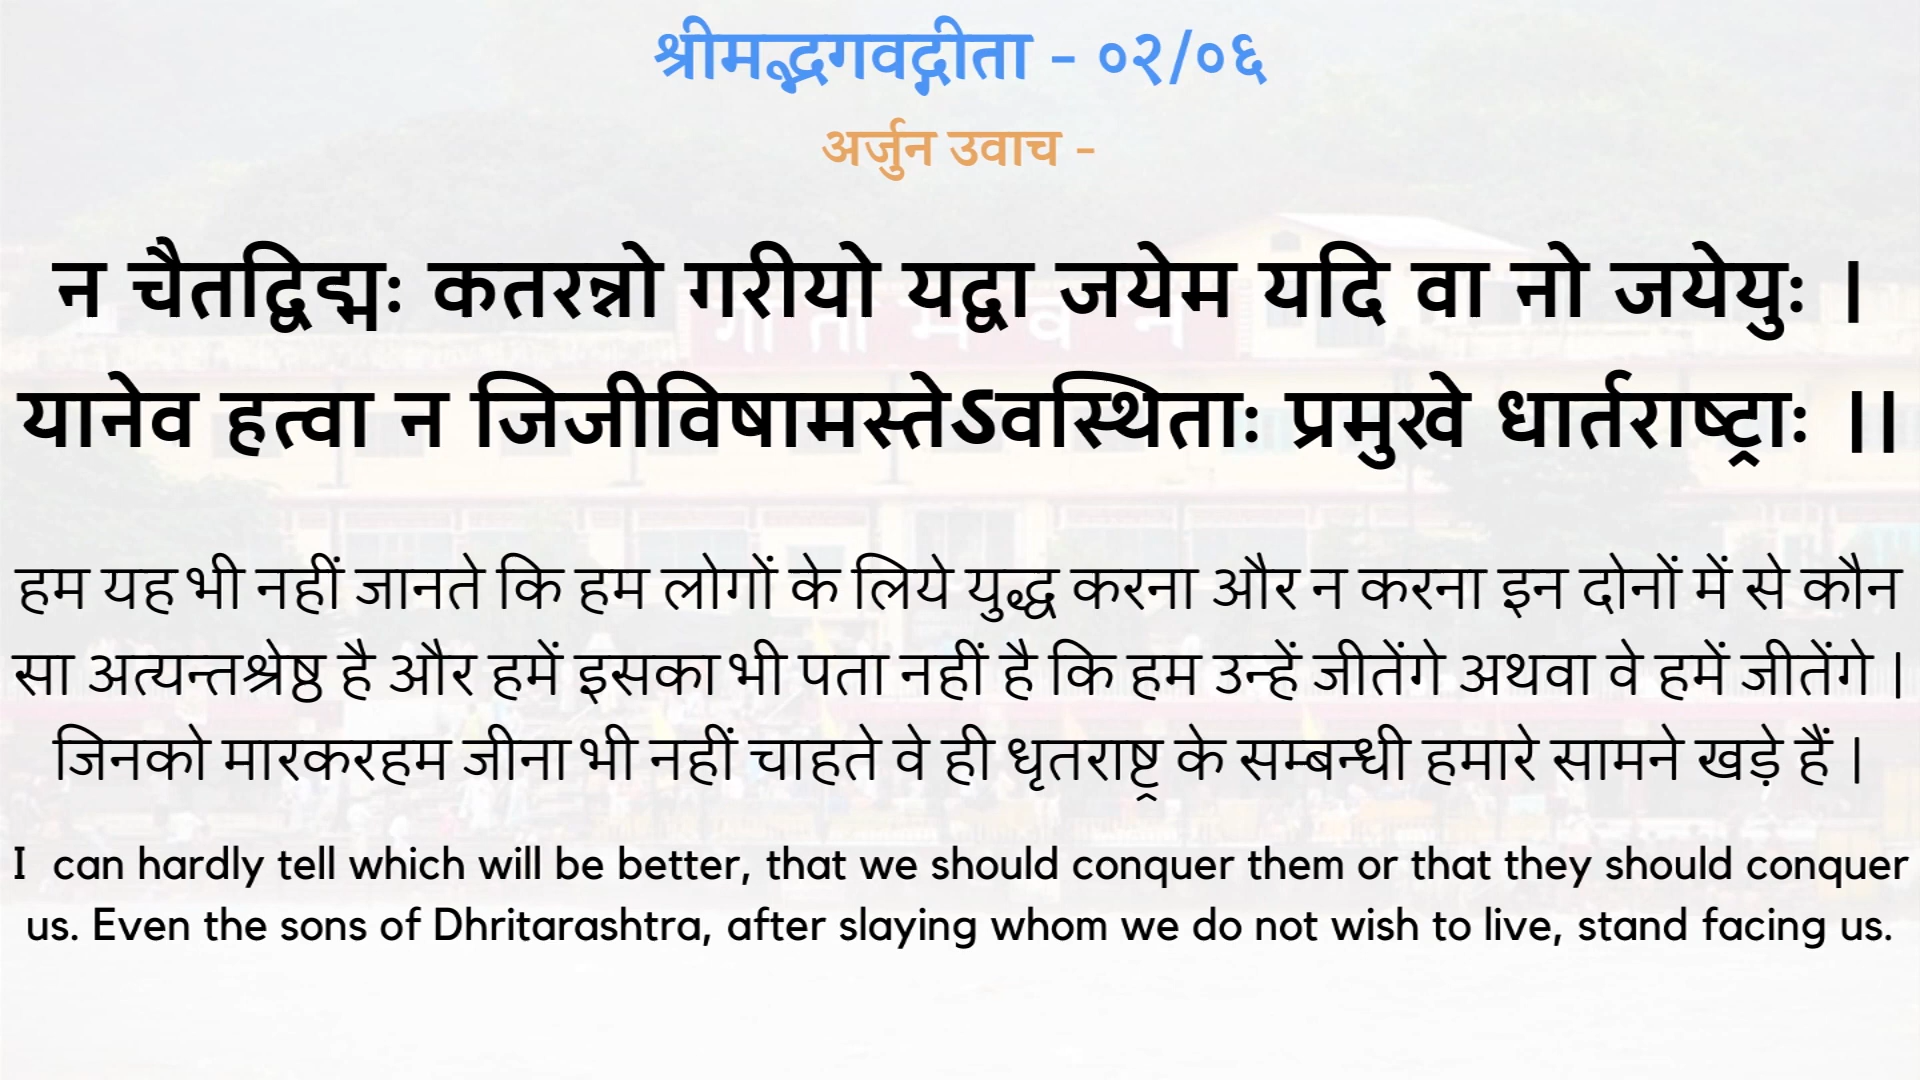 श्रीमद्भगवद्गीता - ०२/०६
अर्जुन उवाच -
गी ता भ व न
न चैतद्विद्मः कतरन्नो गरीयो यद्वा जयेम यदि वा नो जयेयुः |
यानेव हत्वा न जिजीविषामस्तेऽवस्थिताः प्रमुखे धार्तराष्ट्राः ||
हम यह भी नहीं जानते कि हम लोगों के लिये युद्ध करना और न करना इन दोनों में से कौन
सा अत्यन्तश्रेष्ठ है और हमें इसका भी पता नहीं है कि हम उन्हें जीतेंगे अथवा वे हमें जीतेंगे |
जिनको मारकरहम जीना भी नहीं चाहते वे ही धृतराष्ट्र के सम्बन्धी हमारे सामने खड़े हैं |
I can hardly tell which will be better, that we should conquer them or that they should conquer
us. Even the sons of Dhritarashtra, after slaying whom we do not wish to live, stand facing us.